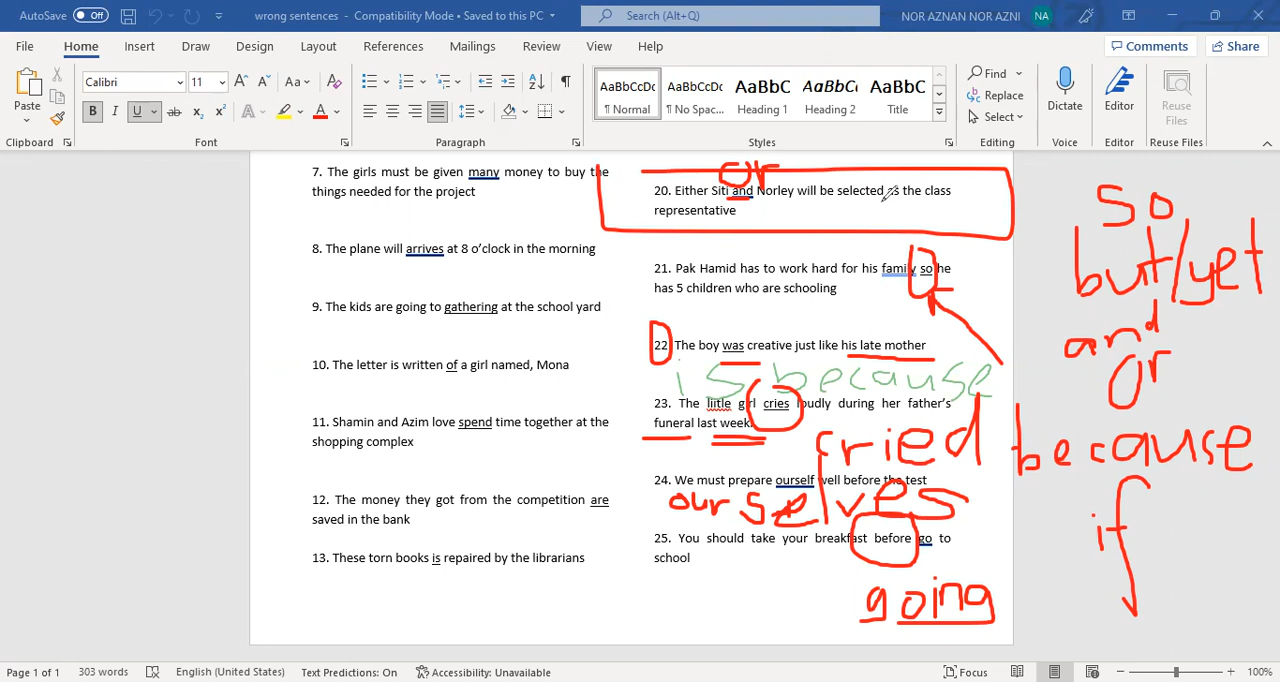 AutoSave Off wrong sentences - Compatibility Mode • Saved to this PC Search (Alt+Q) NOR AZNAN NOR AZNI NA
File Home Insert Draw Design Layout References Mailings Review View Help Comments Share
Calibri 11 A A Aa A AaBbCcDc AaBbCcDc AaBbC AaBbCc AaBbC Find
Paste B I U ab x₂ x² A A ¶ Normal ¶ No Spac... Heading 1 Heading 2 Title Replace Select Dictate Editor Reuse Files
Clipboard Font Paragraph Styles Editing Voice Editor Reuse Files
7. The girls must be given many money to buy the
things needed for the project
8. The plane will arrives at 8 o’clock in the morning
9. The kids are going to gathering at the school yard
10. The letter is written of a girl named, Mona
11. Shamin and Azim love spend time together at the
shopping complex
12. The money they got from the competition are
saved in the bank
13. These torn books is repaired by the librarians
or
20. Either Siti and Norley will be selected as the class
representative
21. Pak Hamid has to work hard for his family so he
has 5 children who are schooling
22. The boy was creative just like his late mother
is because
23. The little girl cries loudly during her father’s
funeral last week.
cried
24. We must prepare ourself well before the test
ourselves
25. You should take your breakfast before go to
school
going
so
but/yet
and
or
because
if
Page 1 of 1 303 words English (United States) Text Predictions: On Accessibility: Unavailable Focus 100%